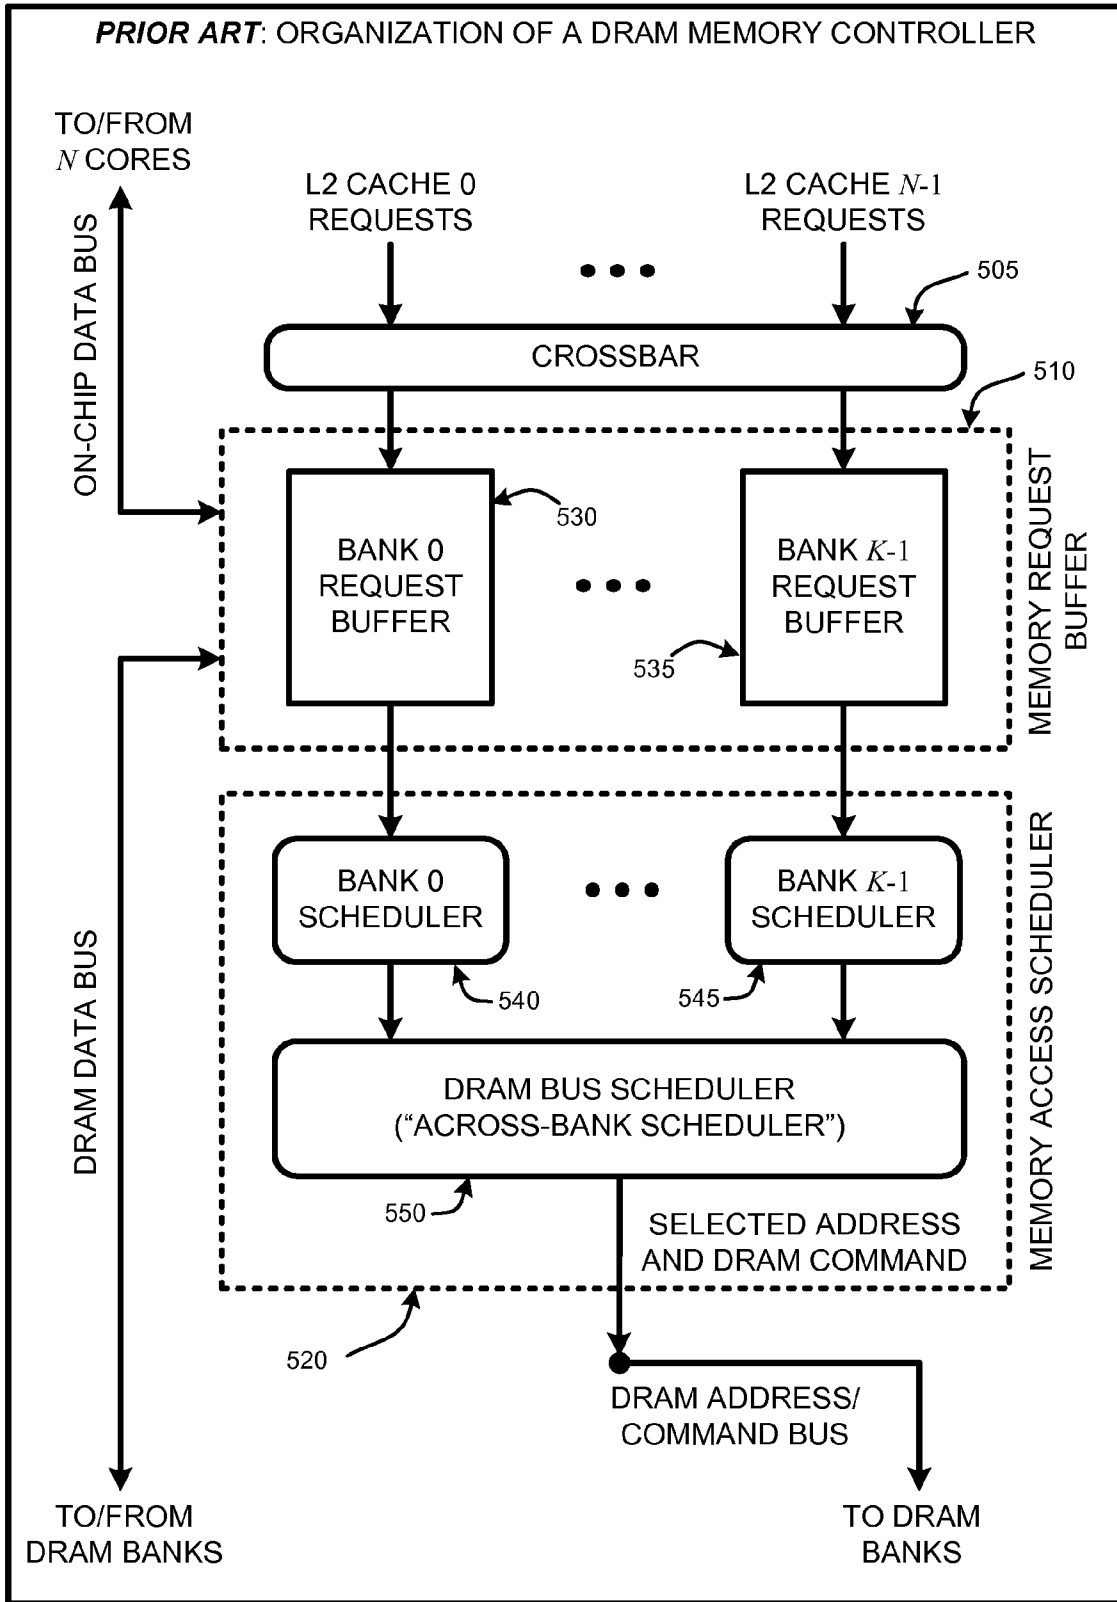 PRIOR ART: ORGANIZATION OF A DRAM MEMORY CONTROLLER
TO/FROM
N CORES
L2 CACHE 0
REQUESTS
L2 CACHE N-1
REQUESTS
505
CROSSBAR
510
ON-CHIP DATA BUS
MEMORY REQUEST
BUFFER
BANK 0
REQUEST
BUFFER
530
BANK K-1
REQUEST
BUFFER
535
BANK 0
SCHEDULER
BANK K-1
SCHEDULER
540
545
MEMORY ACCESS SCHEDULER
DRAM DATA BUS
DRAM BUS SCHEDULER
(“ACROSS-BANK SCHEDULER”)
550
SELECTED ADDRESS
AND DRAM COMMAND
520
DRAM ADDRESS/
COMMAND BUS
TO/FROM
DRAM BANKS
TO DRAM
BANKS